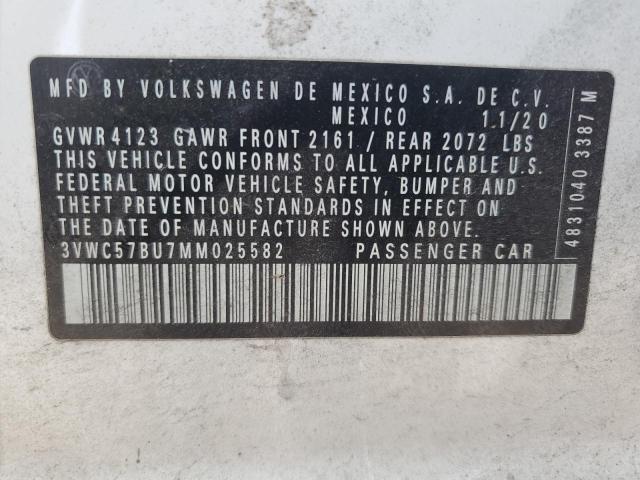 MFD BY VOLKSWAGEN DE MEXICO S.A. DE C.V.
MEXICO 11/20
GVWR 4123 GAWR FRONT 2161 / REAR 2072 LBS
THIS VEHICLE CONFORMS TO ALL APPLICABLE U.S.
FEDERAL MOTOR VEHICLE SAFETY, BUMPER AND
THEFT PREVENTION STANDARDS IN EFFECT ON
THE DATE OF MANUFACTURE SHOWN ABOVE.
3VWC57BU7MM025582 PASSENGER CAR
4831040 3387 M